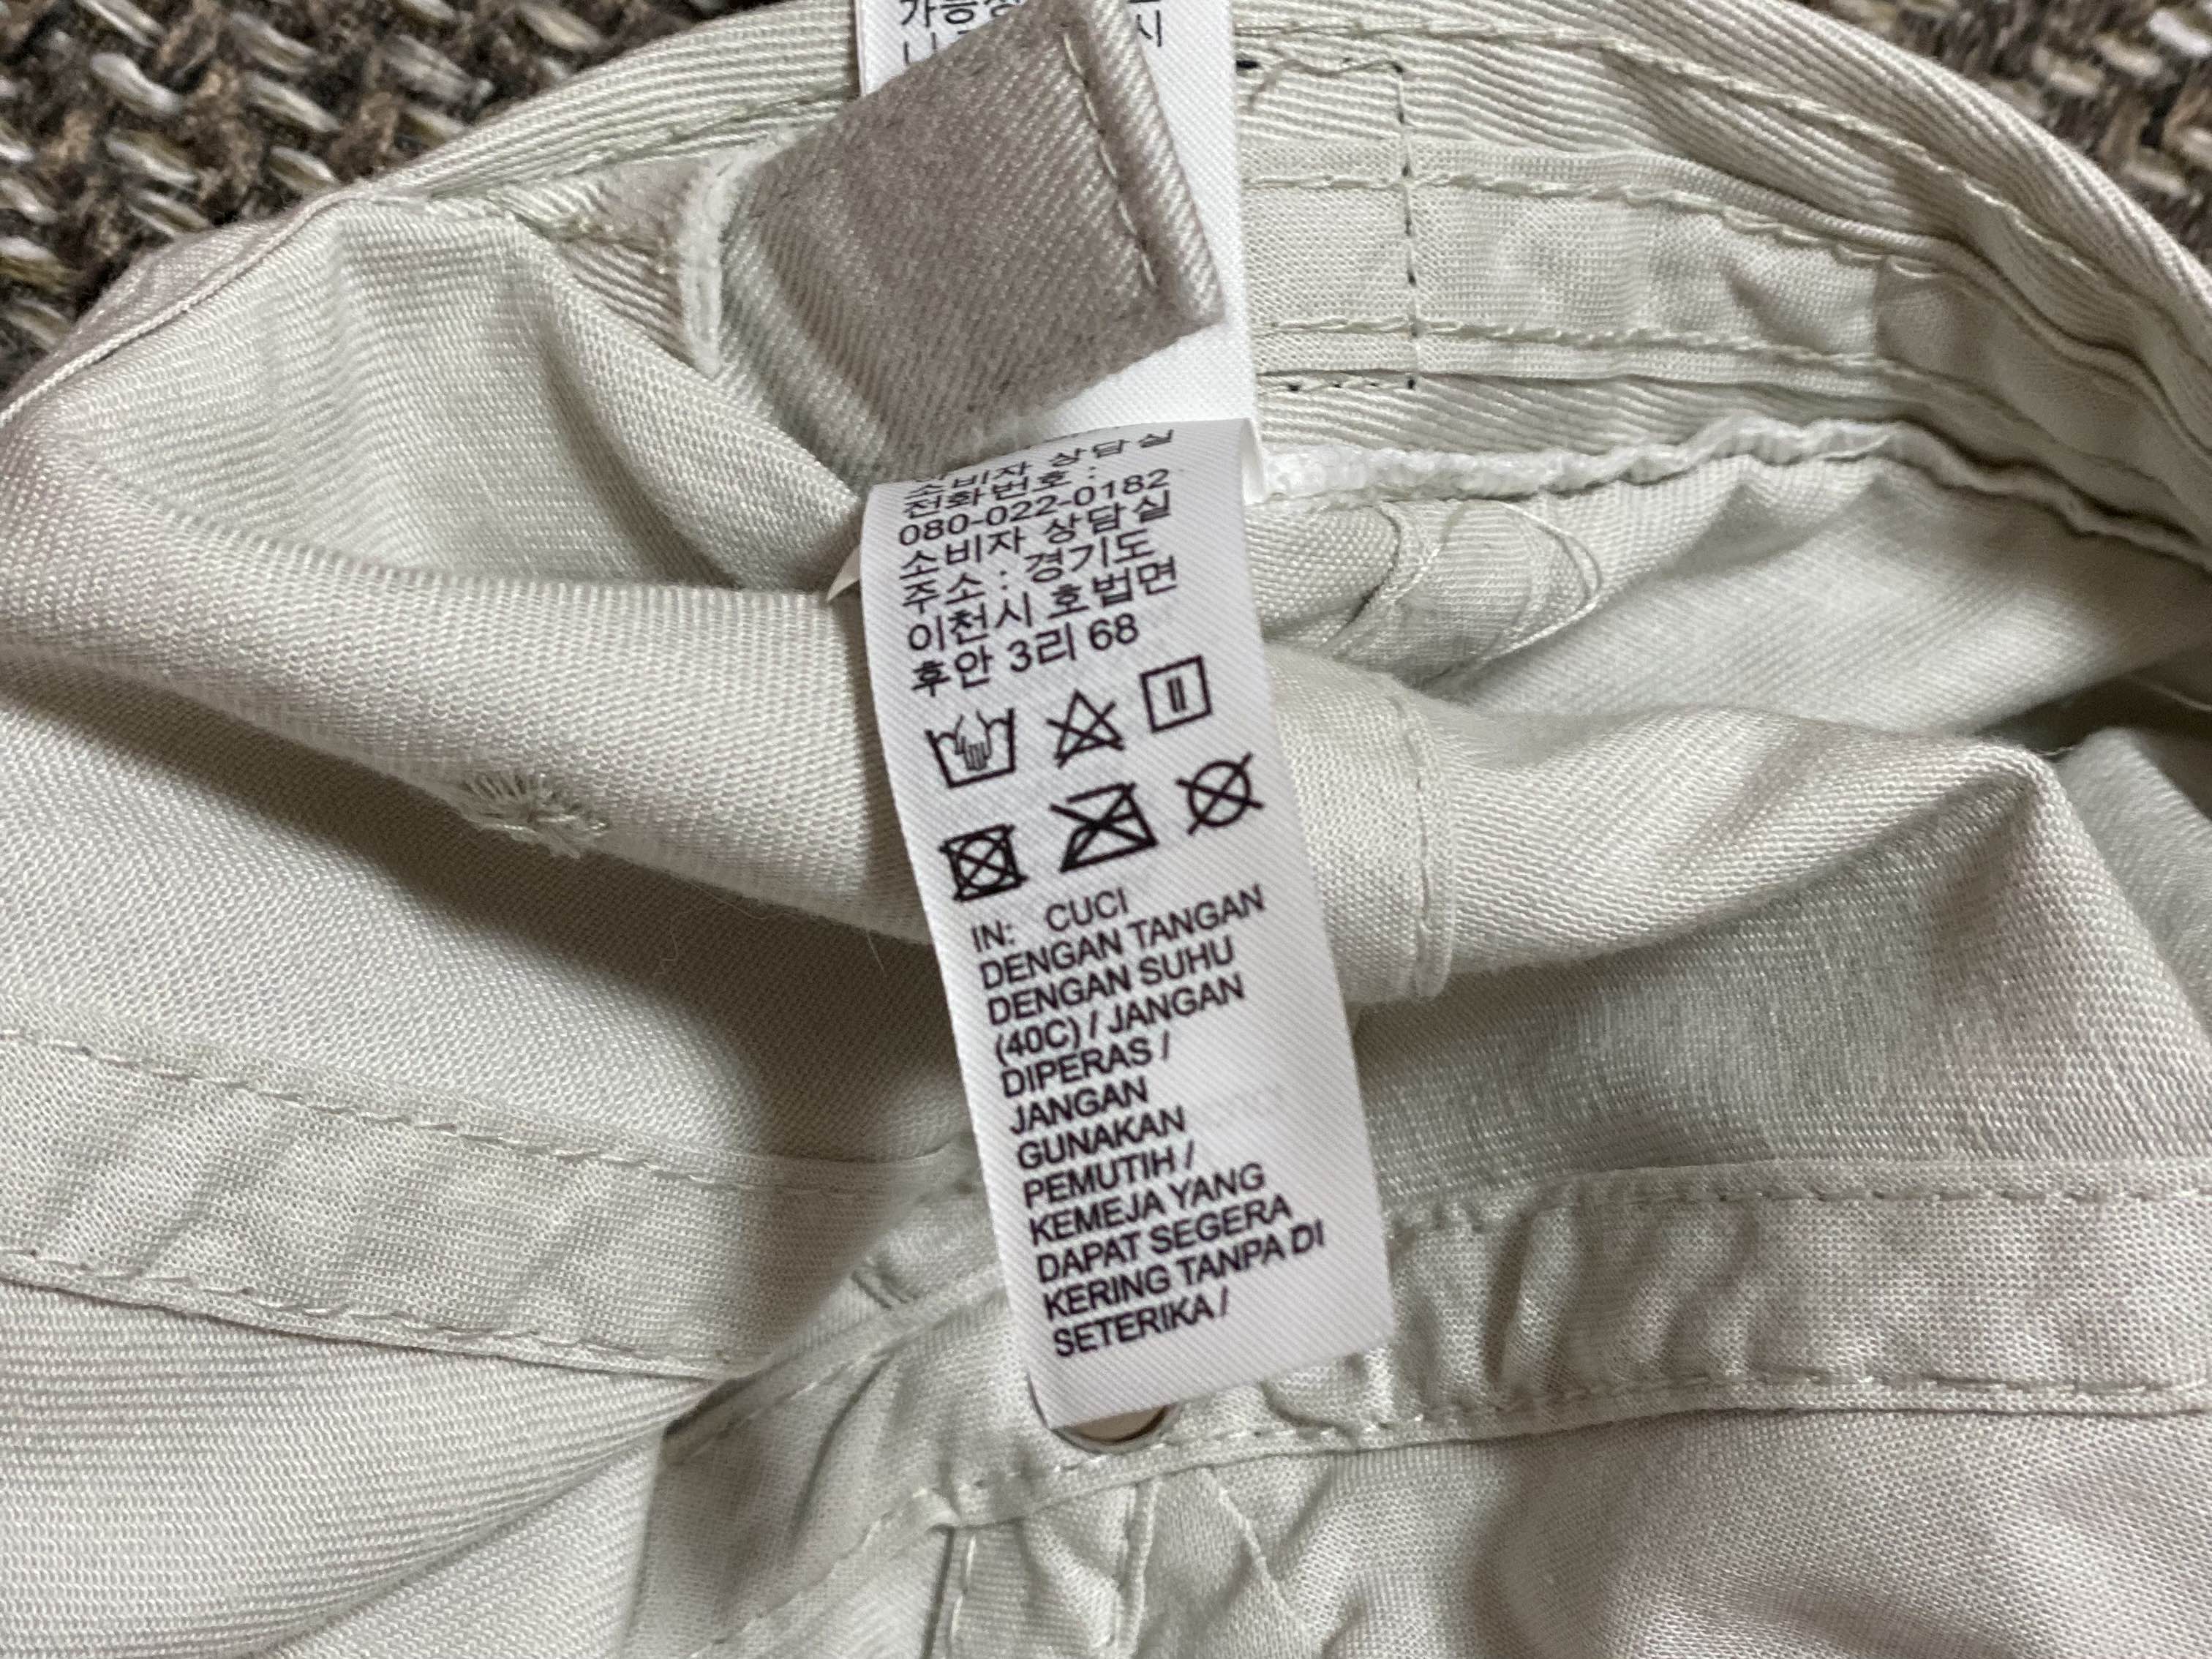 소비자 상담실
전화번호 :
080-022-0182
소비자 상담실
주소 : 경기도
이천시 호법면
후안 3리 68
IN: CUCI
DENGAN TANGAN
DENGAN SUHU
(40C) / JANGAN
DIPERAS /
JANGAN
GUNAKAN
PEMUTIH /
KEMEJA YANG
DAPAT SEGERA
KERING TANPA DI
SETERIKA /